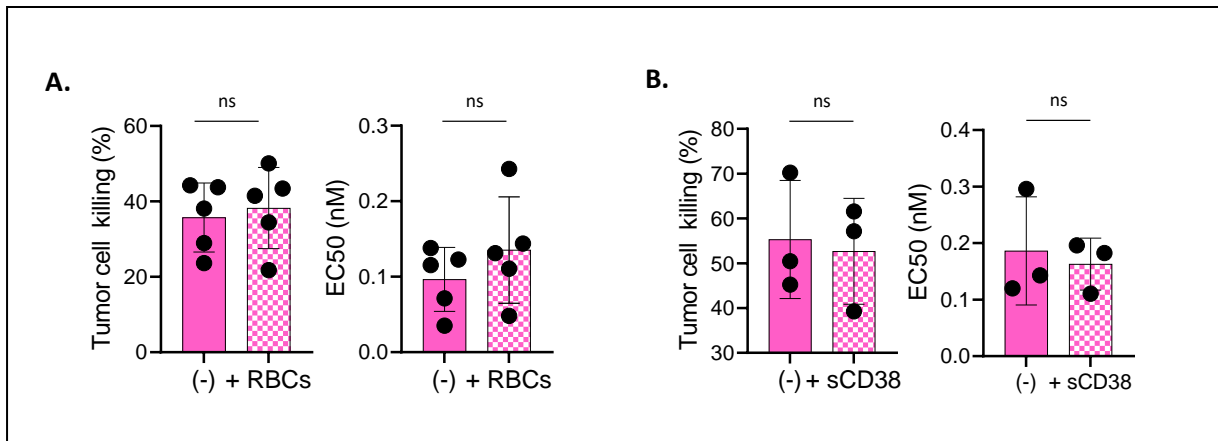 A.
ns
Tumor cell killing (%)
60
40
20
0
(-) + RBCs
ns
EC50 (nM)
0.3
0.2
0.1
0.0
(-) + RBCs
B.
ns
Tumor cell killing (%)
80
70
60
50
40
30
(-) + sCD38
ns
EC50 (nM)
0.4
0.3
0.2
0.1
0.0
(-) + sCD38